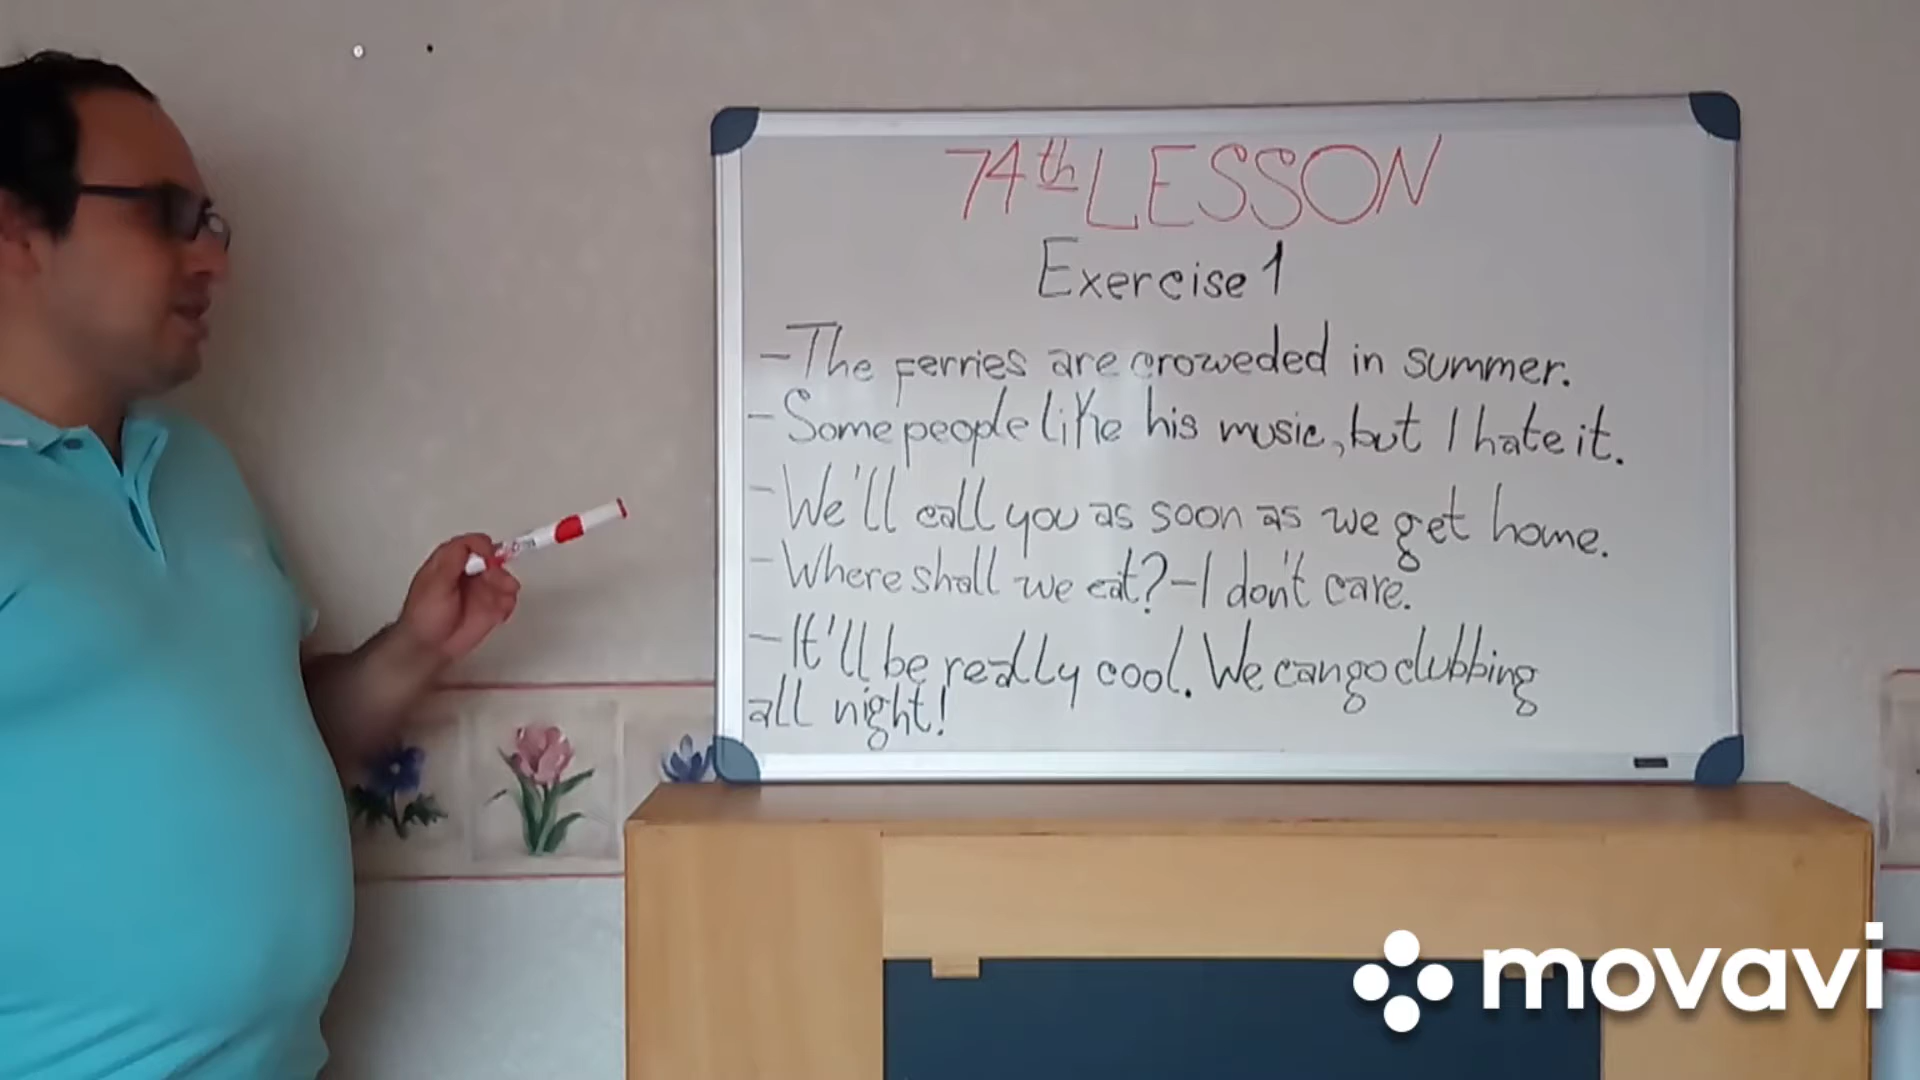 74th LESSON
Exercise 1
-The ferries are croweded in summer.
-Some people like his music, but I hate it.
-We'll call you as soon as we get home.
-Where shall we eat? - I don't care.
-It'll be really cool. We can go clubbing
all night!
movavi